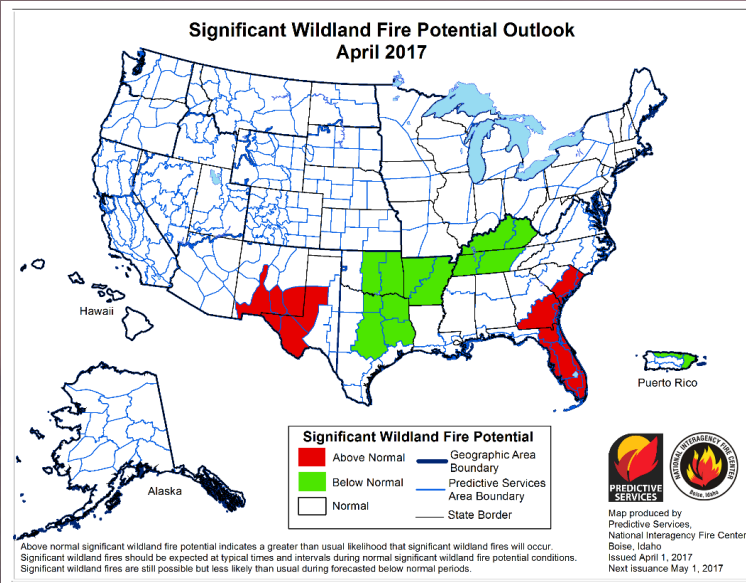 Significant Wildland Fire Potential Outlook
April 2017
Hawaii
Puerto Rico
Alaska
Significant Wildland Fire Potential
Above Normal
Below Normal
Normal
Geographic Area
Boundary
Predictive Services
Area Boundary
State Border
PREDICTIVE
SERVICES
NATIONAL INTERAGENCY FIRE CENTER
Boise, Idaho
Map produced by
Predictive Services,
National Interagency Fire Center
Boise, Idaho
Issued April 1, 2017
Next issuance May 1, 2017
Above normal significant wildland fire potential indicates a greater than usual likelihood that significant wildland fires will occur.
Significant wildland fires should be expected at typical times and intervals during normal significant wildland fire potential conditions.
Significant wildland fires are still possible but less likely than usual during forecasted below normal periods.